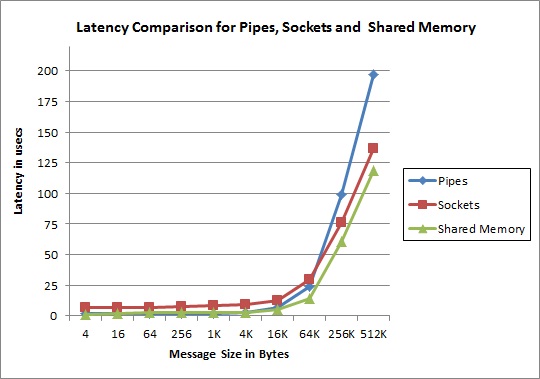 Latency Comparison for Pipes, Sockets and Shared Memory
200
175
150
125
100
75
50
25
0
Latency in usecs
4 16 64 256 1K 4K 16K 64K 256K 512K
Message Size in Bytes
Pipes
Sockets
Shared Memory